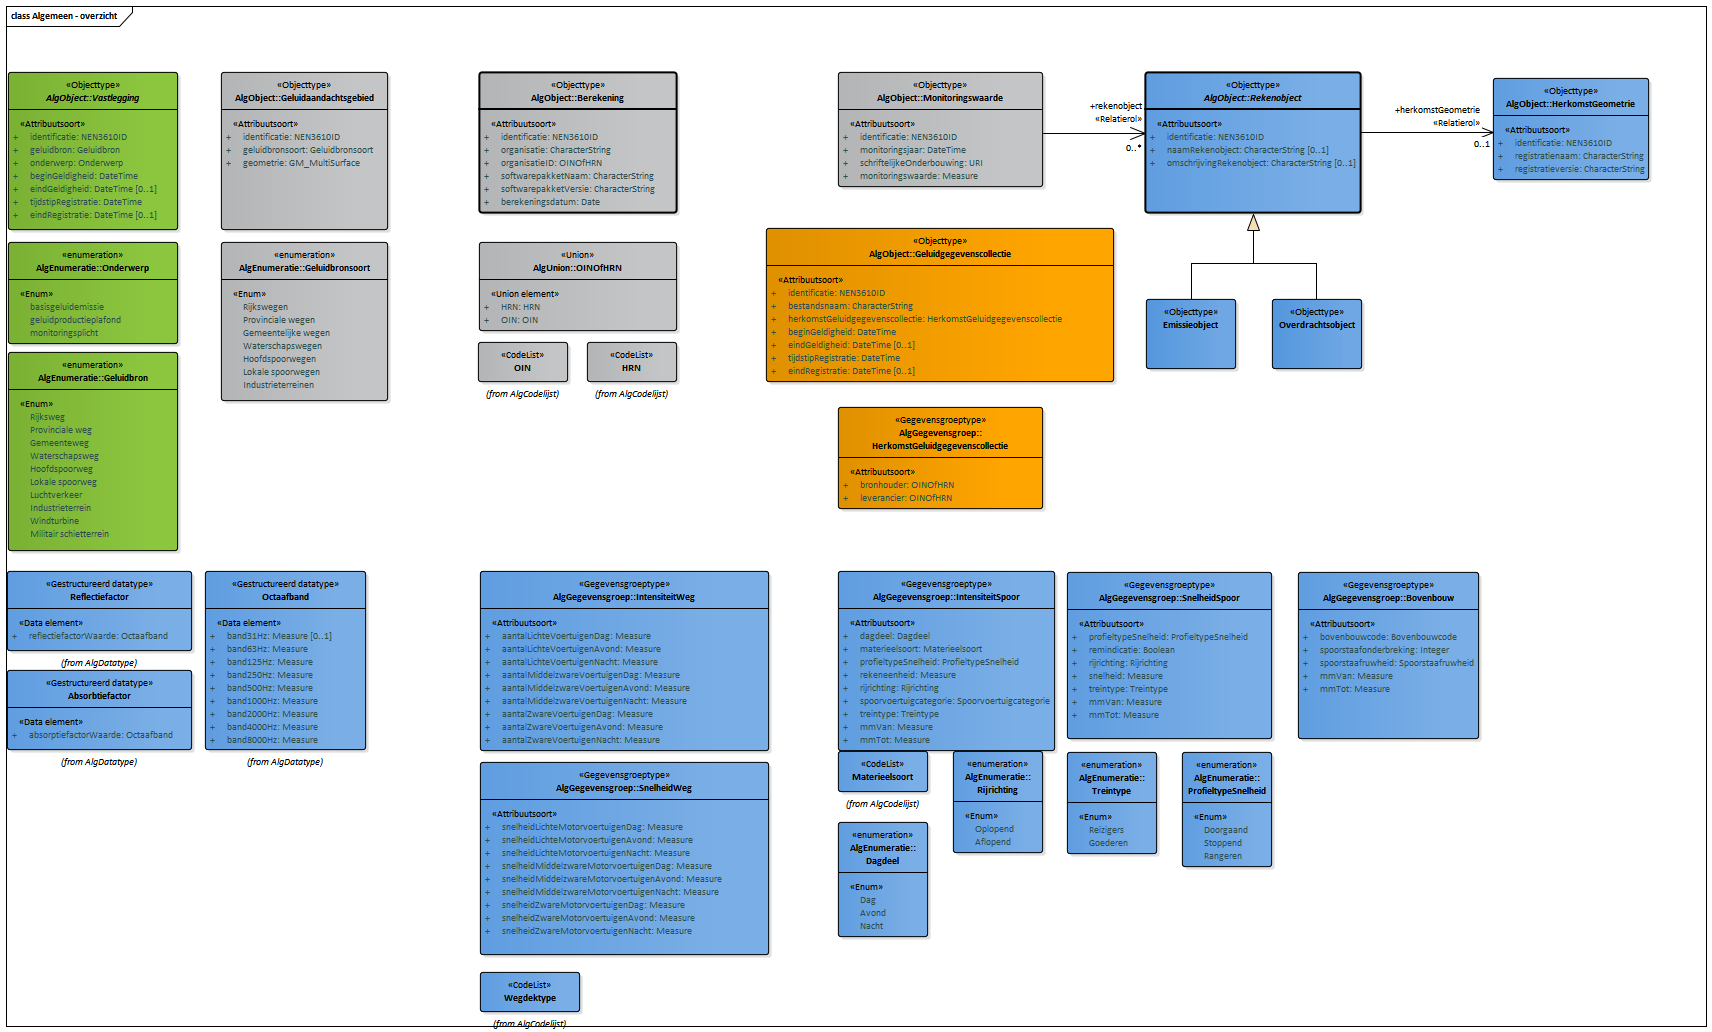 class Algemeen - overzicht
«Objecttype»
AlgObject::Vastlegging
«Attribuutsoort»
+ identificatie: NEN3610ID
+ geluidbron: Geluidbron
+ onderwerp: Onderwerp
+ beginGeldigheid: DateTime
+ eindGeldigheid: DateTime [0..1]
+ tijdstipRegistratie: DateTime
+ eindRegistratie: DateTime [0..1]
«Objecttype»
AlgObject::Geluidaandachtsgebied
«Attribuutsoort»
+ identificatie: NEN3610ID
+ geluidbronsoort: Geluidbronsoort
+ geometrie: GM_MultiSurface
«Objecttype»
AlgObject::Berekening
«Attribuutsoort»
+ identificatie: NEN3610ID
+ organisatie: CharacterString
+ organisatieID: OINOfHRN
+ softwarepakketNaam: CharacterString
+ softwarepakketVersie: CharacterString
+ berekeningsdatum: Date
«Objecttype»
AlgObject::Monitoringswaarde
«Attribuutsoort»
+ identificatie: NEN3610ID
+ monitoringsjaar: DateTime
+ schriftelijkeOnderbouwing: URI
+ monitoringswaarde: Measure
+rekenobject
«Relatierol»
0..*
«Objecttype»
AlgObject::Rekenobject
«Attribuutsoort»
+ identificatie: NEN3610ID
+ naamRekenobject: CharacterString [0..1]
+ omschrijvingRekenobject: CharacterString [0..1]
+herkomstGeometrie
«Relatierol»
0..1
«Objecttype»
AlgObject::HerkomstGeometrie
«Attribuutsoort»
+ identificatie: NEN3610ID
+ registratienaam: CharacterString
+ registratieversie: CharacterString
«enumeration»
AlgEnumeratie::Onderwerp
«Enum»
basisgeluidemissie
geluidproductieplafond
monitoringsplicht
«enumeration»
AlgEnumeratie::Geluidbronsoort
«Enum»
Rijkswegen
Provinciale wegen
Gemeentelijke wegen
Waterschapswegen
Hoofdspoorwegen
Lokale spoorwegen
Industrieterreinen
«Union»
AlgUnion::OINOfHRN
«Union element»
+ HRN: HRN
+ OIN: OIN
«CodeList»
OIN
(from AlgCodelijst)
«CodeList»
HRN
(from AlgCodelijst)
«Objecttype»
AlgObject::Geluidgegevenscollectie
«Attribuutsoort»
+ identificatie: NEN3610ID
+ bestandsnaam: CharacterString
+ herkomstGeluidgegevenscollectie: HerkomstGeluidgegevenscollectie
+ beginGeldigheid: DateTime
+ eindGeldigheid: DateTime [0..1]
+ tijdstipRegistratie: DateTime
+ eindRegistratie: DateTime [0..1]
«Objecttype»
Emissieobject
«Objecttype»
Overdrachtsobject
«enumeration»
AlgEnumeratie::Geluidbron
«Enum»
Rijksweg
Provinciale weg
Gemeenteweg
Waterschapsweg
Hoofdspoorweg
Lokale spoorweg
Luchtverkeer
Industrieterrein
Windturbine
Militair schietterrein
«Gegevensgroeptype»
AlgGegevensgroep::
HerkomstGeluidgegevenscollectie
«Attribuutsoort»
+ bronhouder: OINOfHRN
+ leverancier: OINOfHRN
«Gestructureerd datatype»
Reflectiefactor
«Data element»
+ reflectiefactorWaarde: Octaafband
(from AlgDatatype)
«Gestructureerd datatype»
Absorbtiefactor
«Data element»
+ absorptiefactorWaarde: Octaafband
(from AlgDatatype)
«Gestructureerd datatype»
Octaafband
«Data element»
+ band31Hz: Measure [0..1]
+ band63Hz: Measure
+ band125Hz: Measure
+ band250Hz: Measure
+ band500Hz: Measure
+ band1000Hz: Measure
+ band2000Hz: Measure
+ band4000Hz: Measure
+ band8000Hz: Measure
(from AlgDatatype)
«Gegevensgroeptype»
AlgGegevensgroep::IntensiteitWeg
«Attribuutsoort»
+ aantalLichteVoertuigenDag: Measure
+ aantalLichteVoertuigenAvond: Measure
+ aantalLichteVoertuigenNacht: Measure
+ aantalMiddelzwareVoertuigenDag: Measure
+ aantalMiddelzwareVoertuigenAvond: Measure
+ aantalMiddelzwareVoertuigenNacht: Measure
+ aantalZwareVoertuigenDag: Measure
+ aantalZwareVoertuigenAvond: Measure
+ aantalZwareVoertuigenNacht: Measure
«Gegevensgroeptype»
AlgGegevensgroep::SnelheidWeg
«Attribuutsoort»
+ snelheidLichteMotorvoertuigenDag: Measure
+ snelheidLichteMotorvoertuigenAvond: Measure
+ snelheidLichteMotorvoertuigenNacht: Measure
+ snelheidMiddelzwareMotorvoertuigenDag: Measure
+ snelheidMiddelzwareMotorvoertuigenAvond: Measure
+ snelheidMiddelzwareMotorvoertuigenNacht: Measure
+ snelheidZwareMotorvoertuigenDag: Measure
+ snelheidZwareMotorvoertuigenAvond: Measure
+ snelheidZwareMotorvoertuigenNacht: Measure
«CodeList»
Wegdektype
(from AlgCodelijst)
«Gegevensgroeptype»
AlgGegevensgroep::IntensiteitSpoor
«Attribuutsoort»
+ dagdeel: Dagdeel
+ materieelsoort: Materieelsoort
+ profieltypeSnelheid: ProfieltypeSnelheid
+ rekeneenheid: Measure
+ rijrichting: Rijrichting
+ spoorvoertuigcategorie: Spoorvoertuigcategorie
+ treintype: Treintype
+ mmVan: Measure
+ mmTot: Measure
«Gegevensgroeptype»
AlgGegevensgroep::SnelheidSpoor
«Attribuutsoort»
+ profieltypeSnelheid: ProfieltypeSnelheid
+ remindicatie: Boolean
+ rijrichting: Rijrichting
+ snelheid: Measure
+ treintype: Treintype
+ mmVan: Measure
+ mmTot: Measure
«Gegevensgroeptype»
AlgGegevensgroep::Bovenbouw
«Attribuutsoort»
+ bovenbouwcode: Bovenbouwcode
+ spoorstaafonderbreking: Integer
+ spoorstaafruwheid: Spoorstaafruwheid
+ mmVan: Measure
+ mmTot: Measure
«CodeList»
Materieelsoort
(from AlgCodelijst)
«enumeration»
AlgEnumeratie::
Rijrichting
«Enum»
Oplopend
Aflopend
«enumeration»
AlgEnumeratie::
Treintype
«Enum»
Reizigers
Goederen
«enumeration»
AlgEnumeratie::
ProfieltypeSnelheid
«Enum»
Doorgaand
Stoppend
Rangeren
«enumeration»
AlgEnumeratie::
Dagdeel
«Enum»
Dag
Avond
Nacht